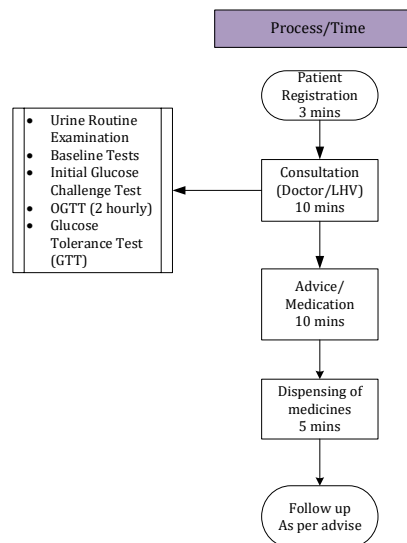 Process/Time
Patient
Registration
3 mins
• Urine Routine
Examination
• Baseline Tests
• Initial Glucose
Challenge Test
• OGTT (2 hourly)
• Glucose
Tolerance Test
(GTT)
Consultation
(Doctor/LHV)
10 mins
Advice/
Medication
10 mins
Dispensing of
medicines
5 mins
Follow up
As per advise